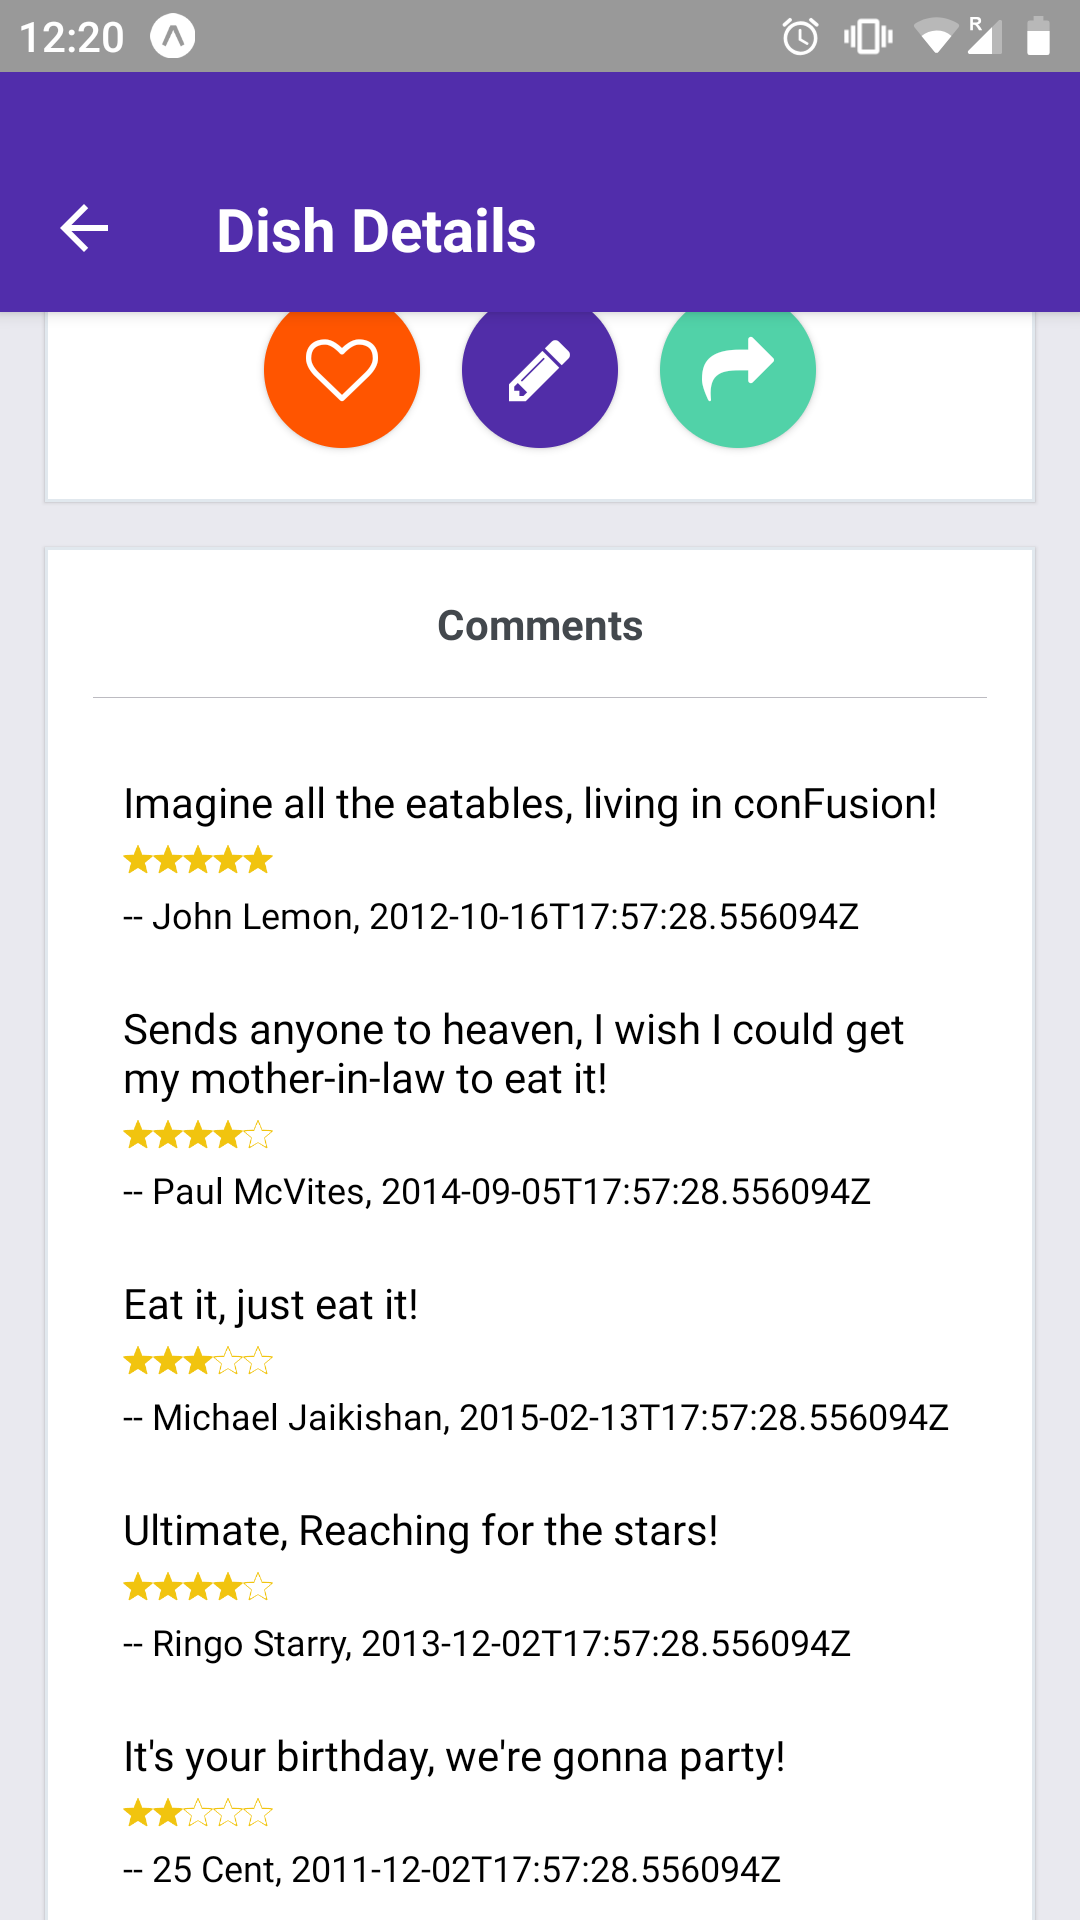 12:20
R
Dish Details
Comments
Imagine all the eatables, living in conFusion!
-- John Lemon, 2012-10-16T17:57:28.556094Z
Sends anyone to heaven, I wish I could get
my mother-in-law to eat it!
-- Paul McVites, 2014-09-05T17:57:28.556094Z
Eat it, just eat it!
-- Michael Jaikishan, 2015-02-13T17:57:28.556094Z
Ultimate, Reaching for the stars!
-- Ringo Starry, 2013-12-02T17:57:28.556094Z
It's your birthday, we're gonna party!
-- 25 Cent, 2011-12-02T17:57:28.556094Z